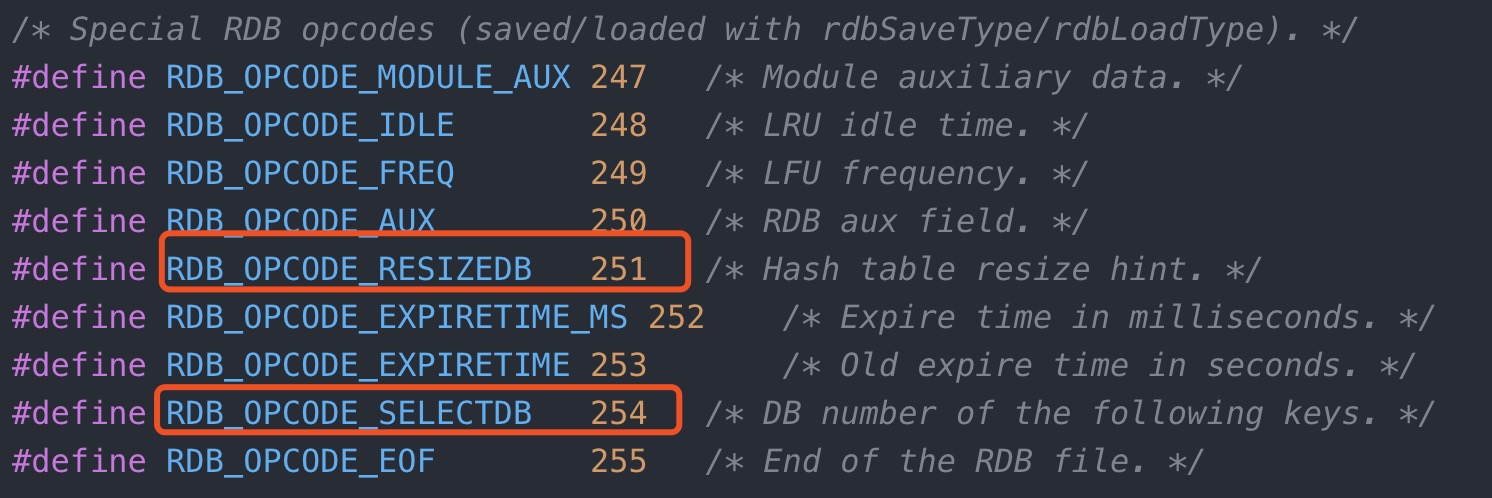 /* Special RDB opcodes (saved/loaded with rdbSaveType/rdbLoadType). */
#define RDB_OPCODE_MODULE_AUX 247   /* Module auxiliary data. */
#define RDB_OPCODE_IDLE       248   /* LRU idle time. */
#define RDB_OPCODE_FREQ       249   /* LFU frequency. */
#define RDB_OPCODE_AUX        250   /* RDB aux field. */
#define RDB_OPCODE_RESIZEDB   251   /* Hash table resize hint. */
#define RDB_OPCODE_EXPIRETIME_MS 252    /* Expire time in milliseconds. */
#define RDB_OPCODE_EXPIRETIME 253       /* Old expire time in seconds. */
#define RDB_OPCODE_SELECTDB   254   /* DB number of the following keys. */
#define RDB_OPCODE_EOF        255   /* End of the RDB file. */